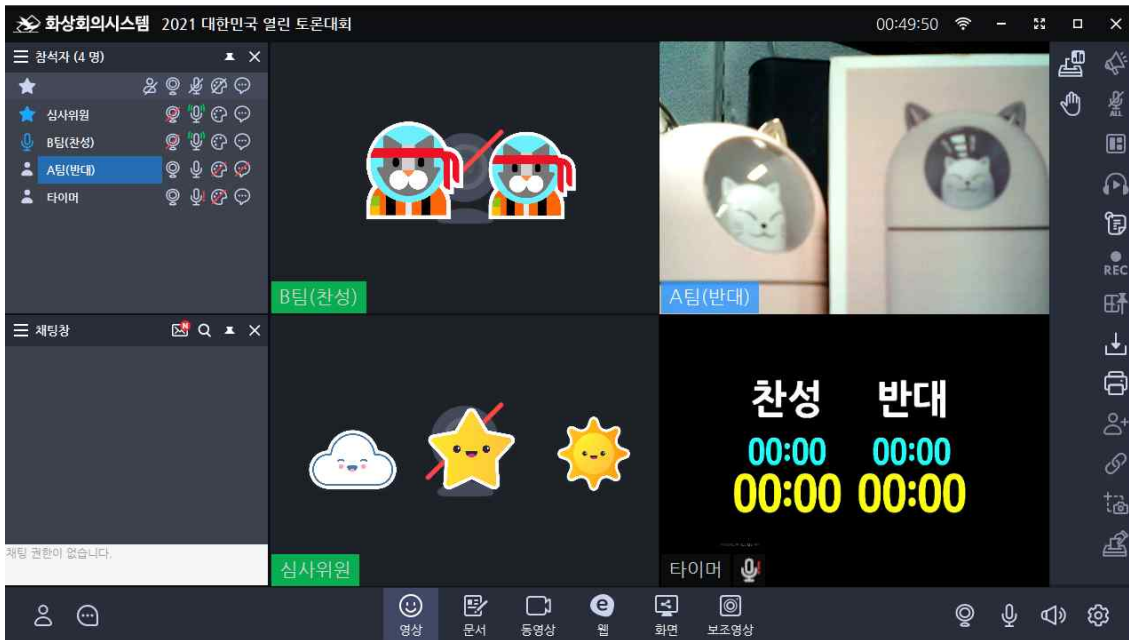 화상회의시스템 2021 대한민국 열린 토론대회 00:49:50
참석자 (4 명)
심사위원
B팀(찬성)
A팀(반대)
타이머
B팀(찬성)
A팀(반대)
ALL
REC
채팅창
N
채팅 권한이 없습니다.
심사위원
찬성 반대
00:00 00:00
00:00 00:00
타이머
영상 문서 동영상 웹 화면 보조영상